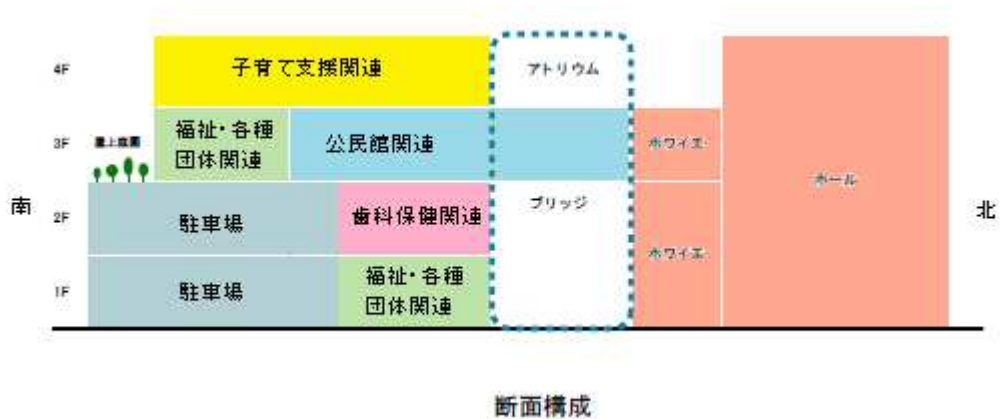 4F
子育て支援関連
アトリウム
3F
屋上庭園
福祉・各種
団体関連
公民館関連
ホワイエ
ホール
南
2F
駐車場
歯科保健関連
ブリッジ
ホワイエ
北
1F
駐車場
福祉・各種
団体関連
断面構成